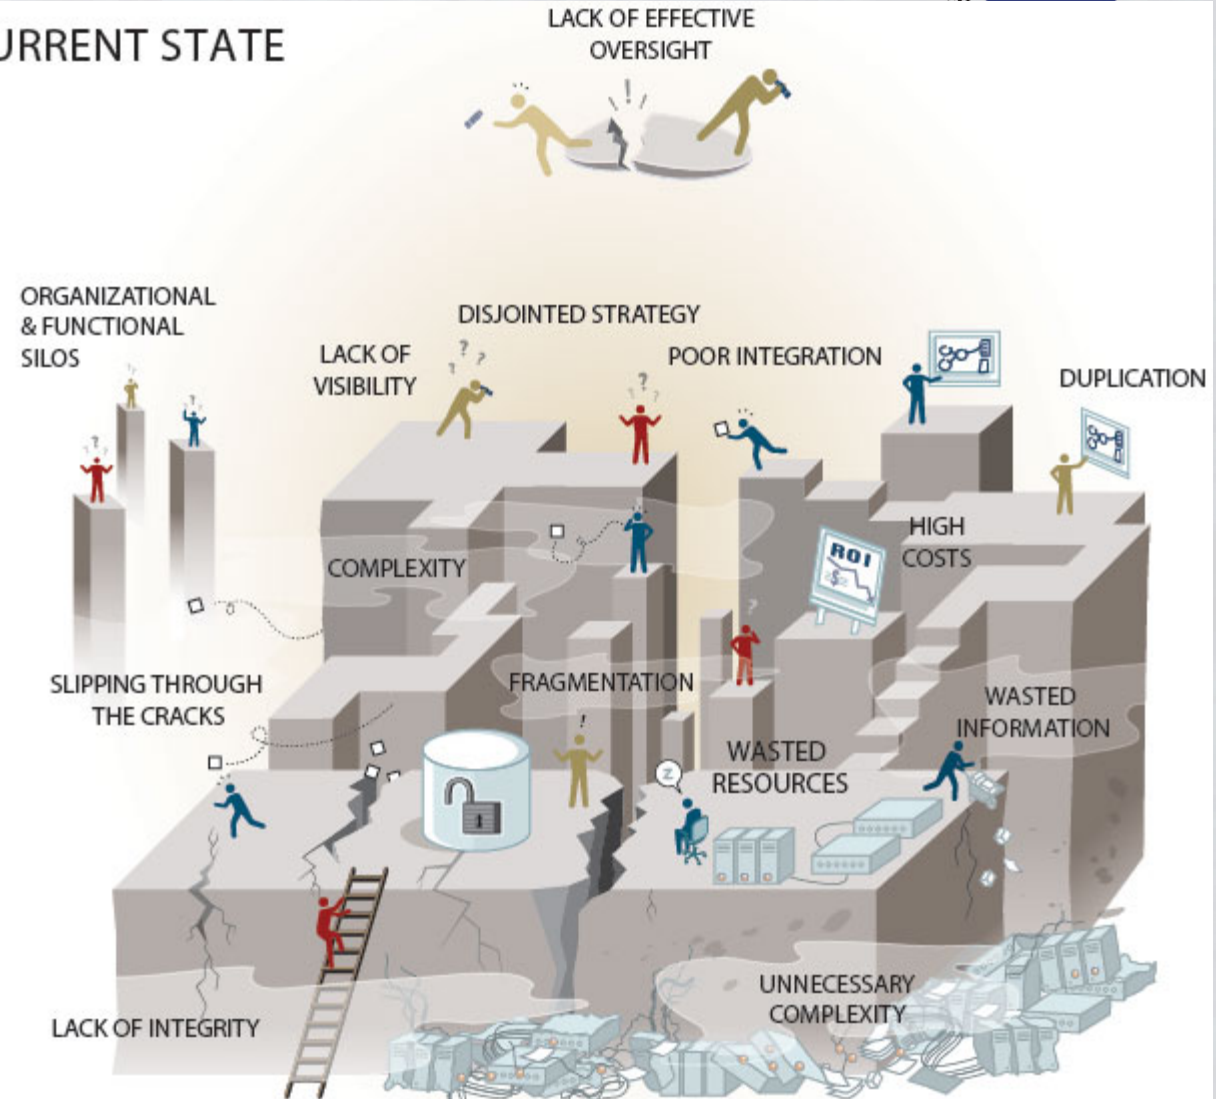 URRENT STATE
LACK OF EFFECTIVE
OVERSIGHT
ORGANIZATIONAL
& FUNCTIONAL
SILOS
DISJOINTED STRATEGY
LACK OF
VISIBILITY
POOR INTEGRATION
DUPLICATION
HIGH
COSTS
ROI
$
COMPLEXITY
SLIPPING THROUGH
THE CRACKS
FRAGMENTATION
WASTED
INFORMATION
WASTED
RESOURCES
Z
UNNECESSARY
COMPLEXITY
LACK OF INTEGRITY